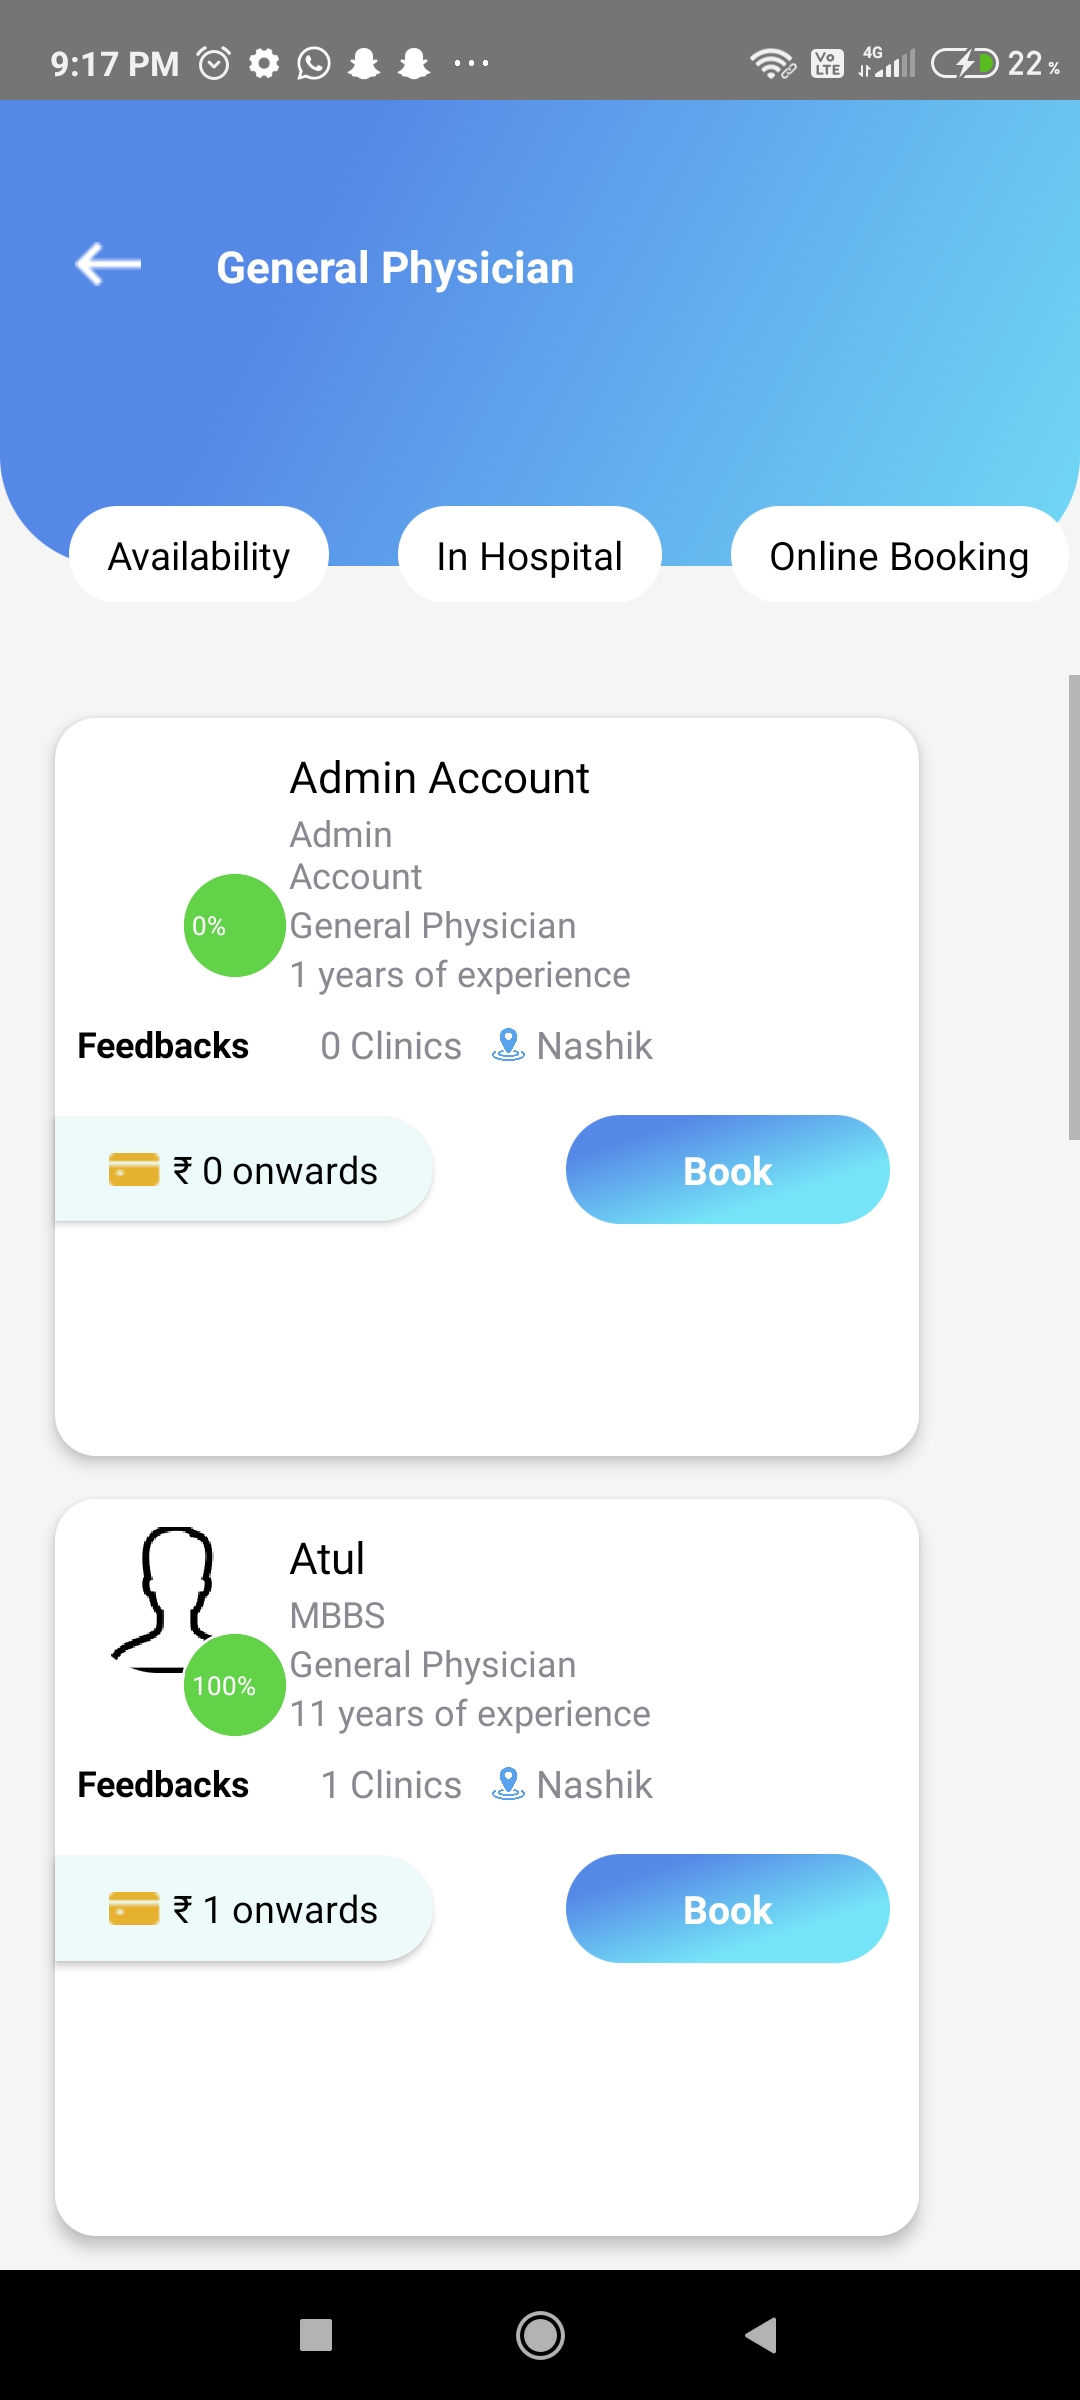 9:17 PM
Vo LTE 4G 22 %
General Physician
Availability In Hospital Online Booking
Admin Account
Admin
Account
0% General Physician
1 years of experience
Feedbacks 0 Clinics Nashik
₹ 0 onwards Book
Atul
MBBS
General Physician
100%
11 years of experience
Feedbacks 1 Clinics Nashik
₹ 1 onwards Book